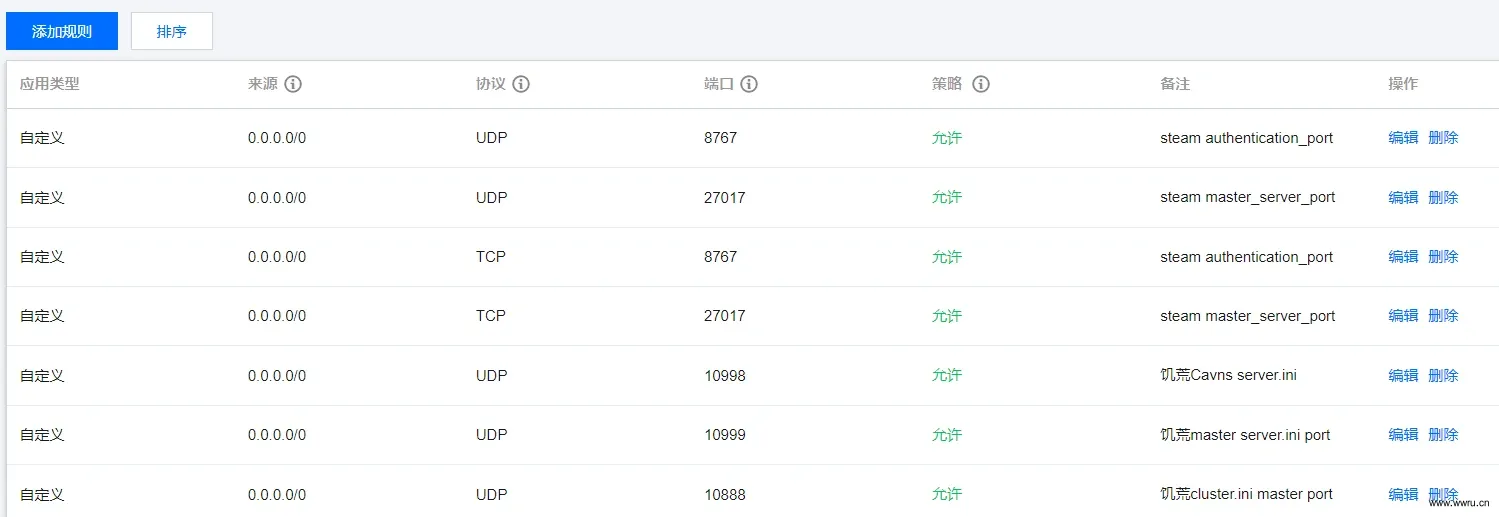 添加规则 排序
应用类型 来源 协议 端口 策略 备注 操作
自定义 0.0.0.0/0 UDP 8767 允许 steam authentication_port 编辑 删除
自定义 0.0.0.0/0 UDP 27017 允许 steam master_server_port 编辑 删除
自定义 0.0.0.0/0 TCP 8767 允许 steam authentication_port 编辑 删除
自定义 0.0.0.0/0 TCP 27017 允许 steam master_server_port 编辑 删除
自定义 0.0.0.0/0 UDP 10998 允许 饥荒Cavns server.ini 编辑 删除
自定义 0.0.0.0/0 UDP 10999 允许 饥荒master server.ini port 编辑 删除
自定义 0.0.0.0/0 UDP 10888 允许 饥荒cluster.ini master port 编辑 删除
www.wwru.cn